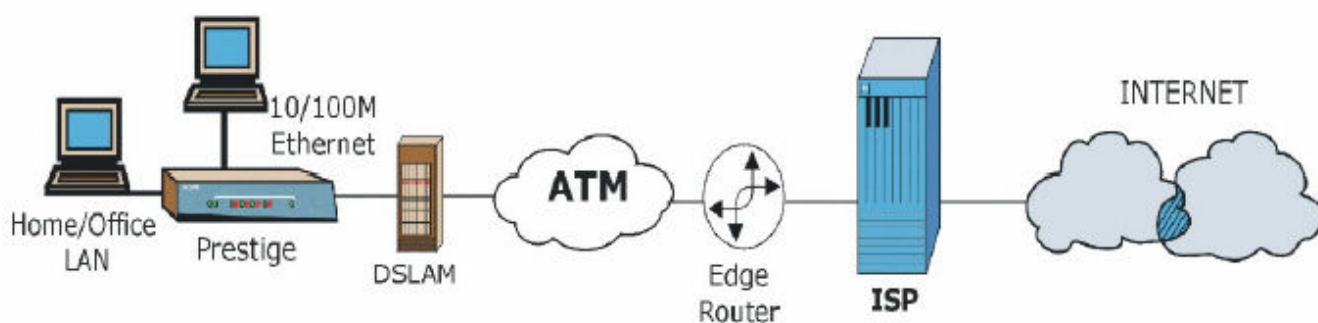 10/100M
Ethernet
Home/Office
LAN
Prestige
DSLAM
ATM
Edge
Router
ISP
INTERNET